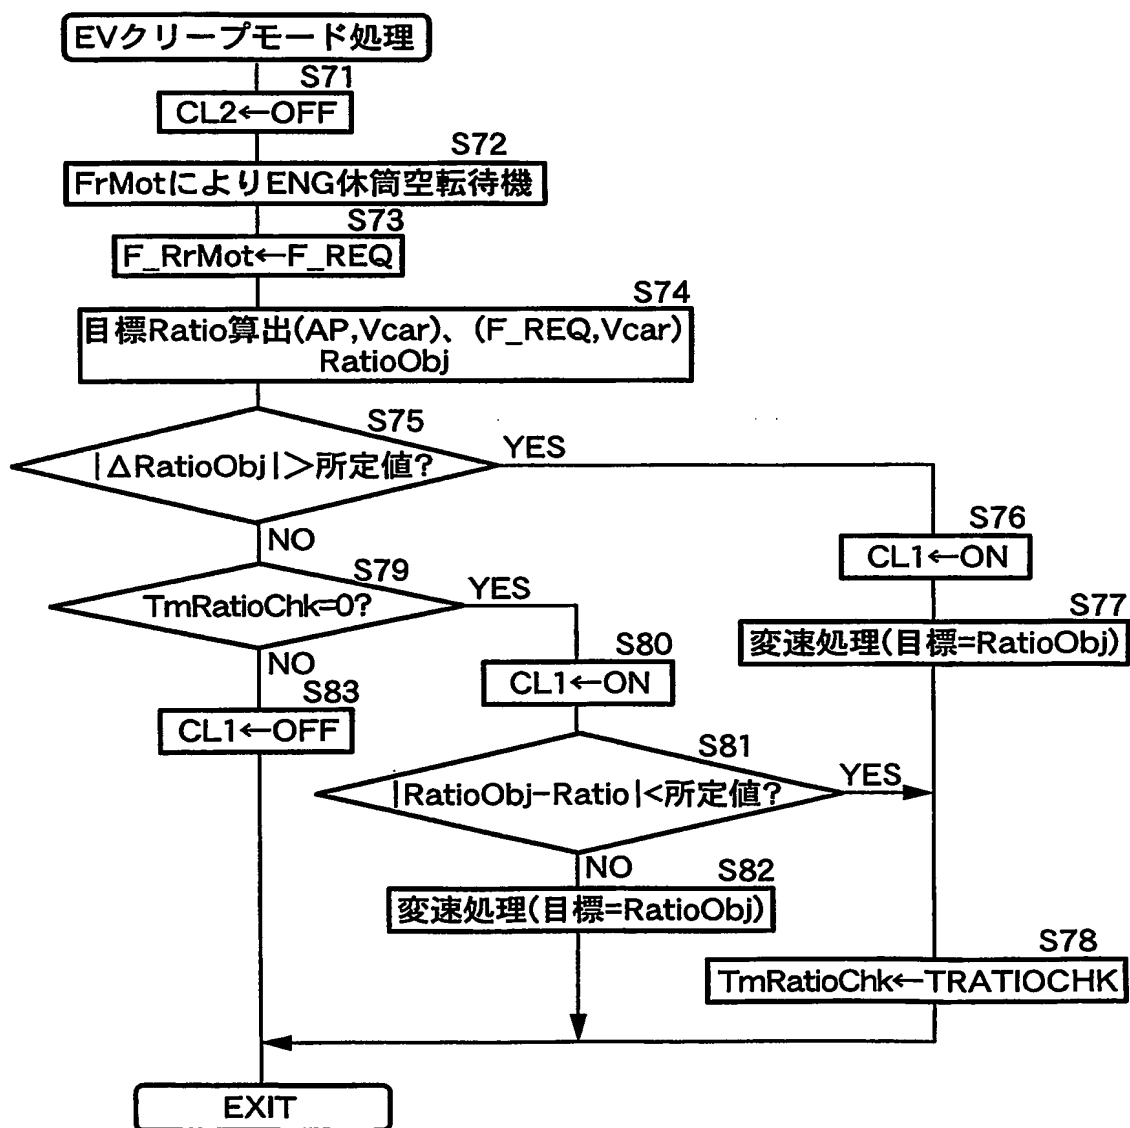 EVクリープモード処理
S71
CL2←OFF
S72
FrMotによりENG休筒空転待機
S73
F_RrMot←F_REQ
S74
目標Ratio算出(AP,Vcar)、(F_REQ,Vcar)
RatioObj
S75
|ΔRatioObj|>所定値?
YES
NO
S76
CL1←ON
S77
変速処理(目標=RatioObj)
S79
TmRatioChk=0?
YES
NO
S80
CL1←ON
S83
CL1←OFF
S81
|RatioObj-Ratio|<所定値?
YES
NO
S82
変速処理(目標=RatioObj)
S78
TmRatioChk←TRATIOCHK
EXIT